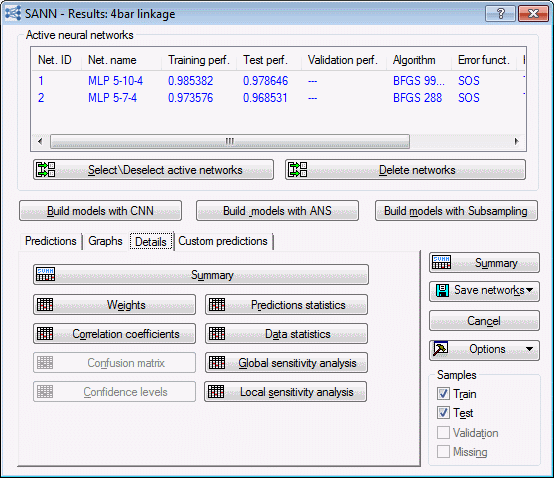 SANN - Results: 4bar linkage
Active neural networks
Net. ID Net. name Training perf. Test perf. Validation perf. Algorithm Error funct.
1 MLP 5-10-4 0.985382 0.978646 --- BFGS 99... SOS
2 MLP 5-7-4 0.973576 0.968531 --- BFGS 288 SOS
Select\Deselect active networks Delete networks
Build models with CNN Build models with ANS Build models with Subsampling
Predictions Graphs Details Custom predictions
Summary
Weights Predictions statistics
Correlation coefficients Data statistics
Confusion matrix Global sensitivity analysis
Confidence levels Local sensitivity analysis
Summary
Save networks
Cancel
Options
Samples
Train
Test
Validation
Missing